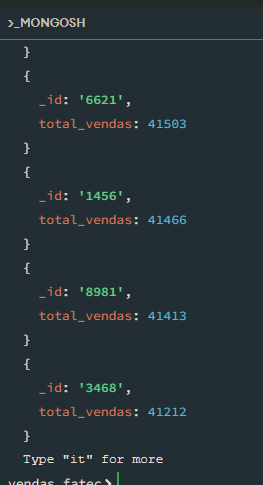 >_MONGOSH
}
{
_id: '6621',
total_vendas: 41503
}
{
_id: '1456',
total_vendas: 41466
}
{
_id: '8981',
total_vendas: 41413
}
{
_id: '3468',
total_vendas: 41212
}
Type "it" for more
vendas_fatec>